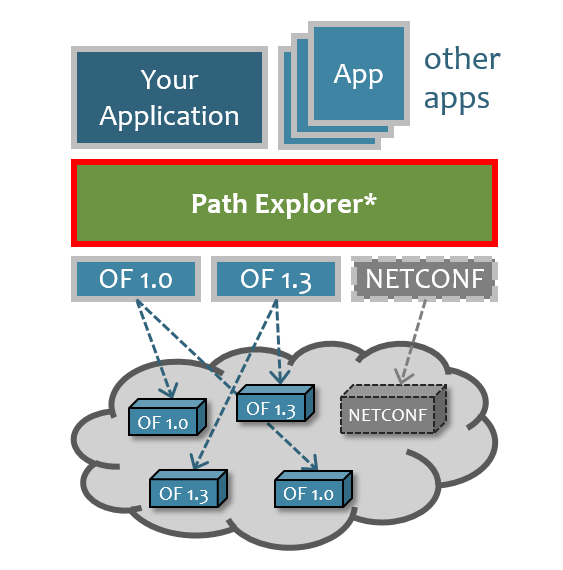 Your
Application
App
other
apps
Path Explorer*
OF 1.0
OF 1.3
NETCONF
OF 1.0
OF 1.3
NETCONF
OF 1.3
OF 1.0